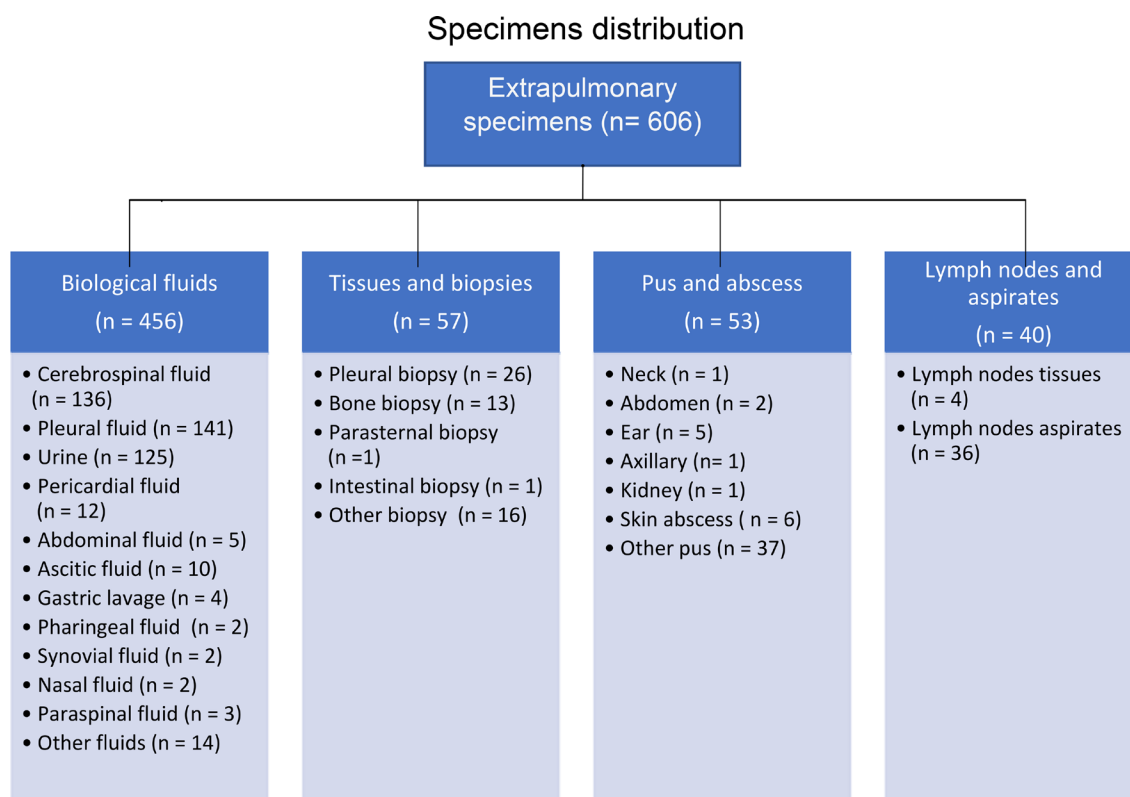 Specimens distribution
Extrapulmonary
specimens (n= 606)
Biological fluids
(n = 456)
• Cerebrospinal fluid
(n = 136)
• Pleural fluid (n = 141)
• Urine (n = 125)
• Pericardial fluid
(n = 12)
• Abdominal fluid (n = 5)
• Ascitic fluid (n = 10)
• Gastric lavage (n = 4)
• Pharingeal fluid (n = 2)
• Synovial fluid (n = 2)
• Nasal fluid (n = 2)
• Paraspinal fluid (n = 3)
• Other fluids (n = 14)
Tissues and biopsies
(n = 57)
• Pleural biopsy (n = 26)
• Bone biopsy (n = 13)
• Parasternal biopsy
(n =1)
• Intestinal biopsy (n = 1)
• Other biopsy (n = 16)
Pus and abscess
(n = 53)
• Neck (n = 1)
• Abdomen (n = 2)
• Ear (n = 5)
• Axillary (n= 1)
• Kidney (n = 1)
• Skin abscess ( n = 6)
• Other pus (n = 37)
Lymph nodes and
aspirates
(n = 40)
• Lymph nodes tissues
(n = 4)
• Lymph nodes aspirates
(n = 36)